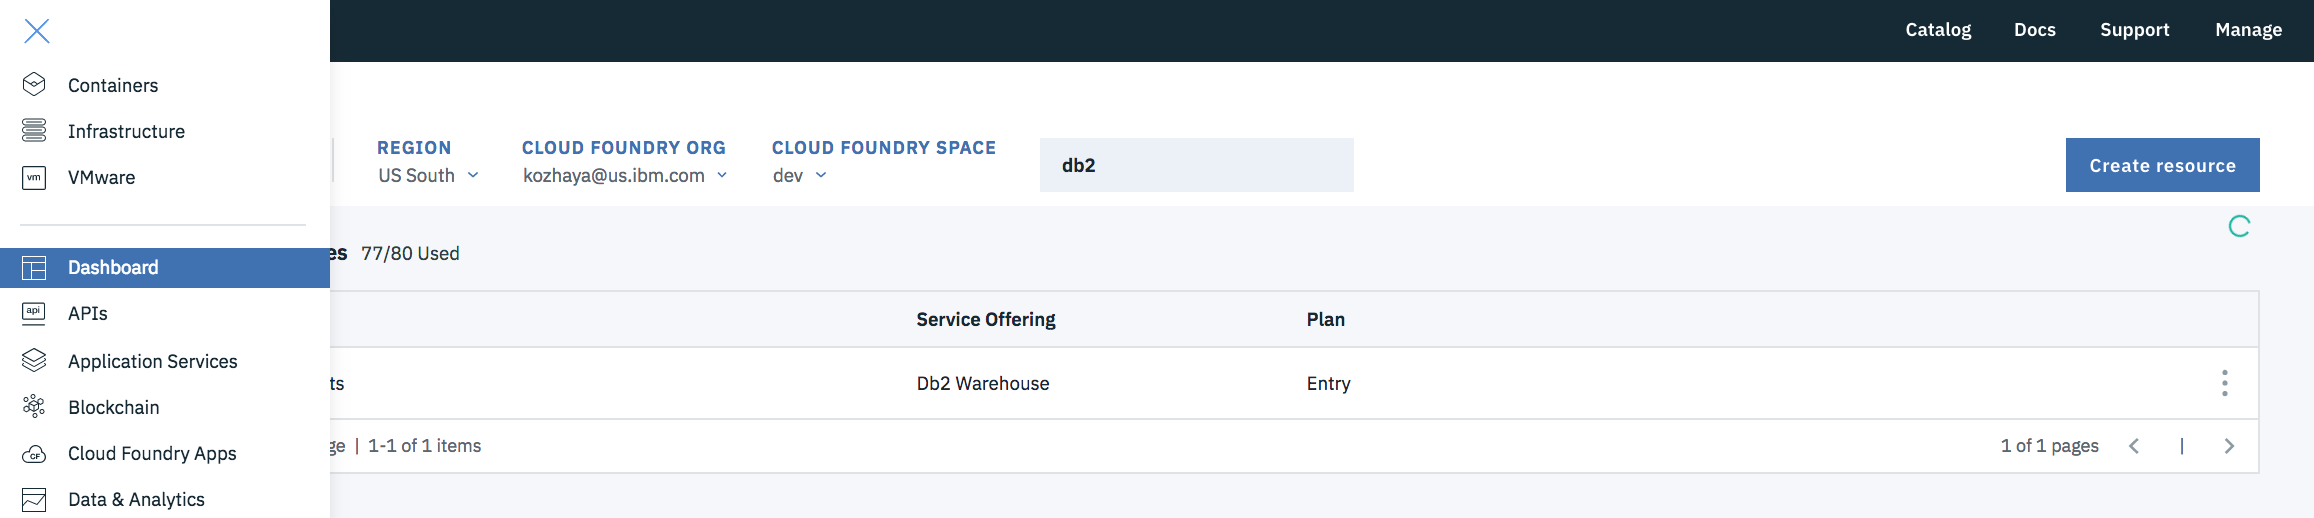 Catalog Docs Support Manage
Containers
Infrastructure
VMware
vm
REGION CLOUD FOUNDRY ORG CLOUD FOUNDRY SPACE
US South kozhaya@us.ibm.com dev
db2
Create resource
Dashboard
es 77/80 Used
api
APIs
Service Offering Plan
Application Services
ts Db2 Warehouse Entry
Blockchain
CF
Cloud Foundry Apps
ge | 1-1 of 1 items 1 of 1 pages
Data & Analytics